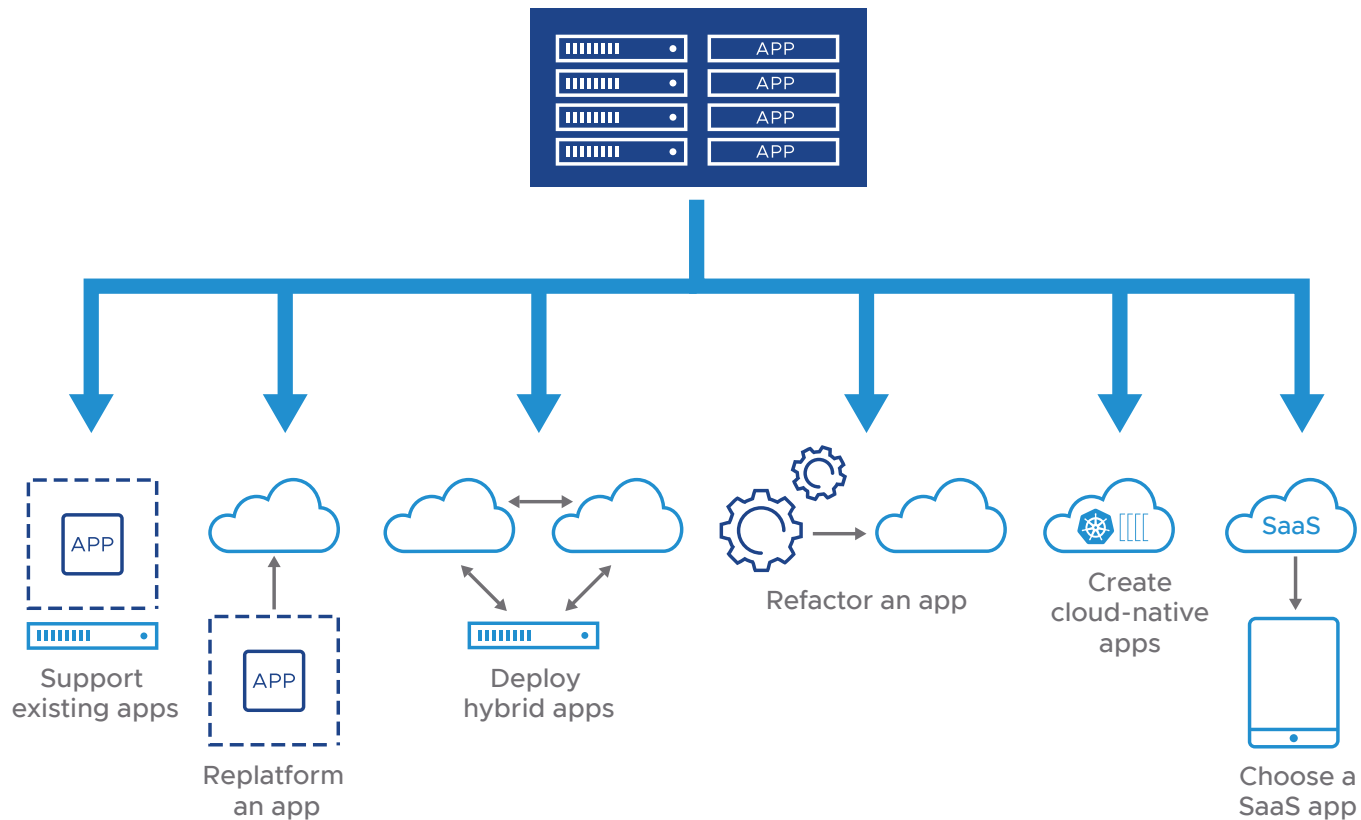 APP
APP
APP
APP
APP
Support
existing apps
APP
Replatform
an app
Deploy
hybrid apps
Refactor an app
Create
cloud-native
apps
SaaS
Choose a
SaaS app